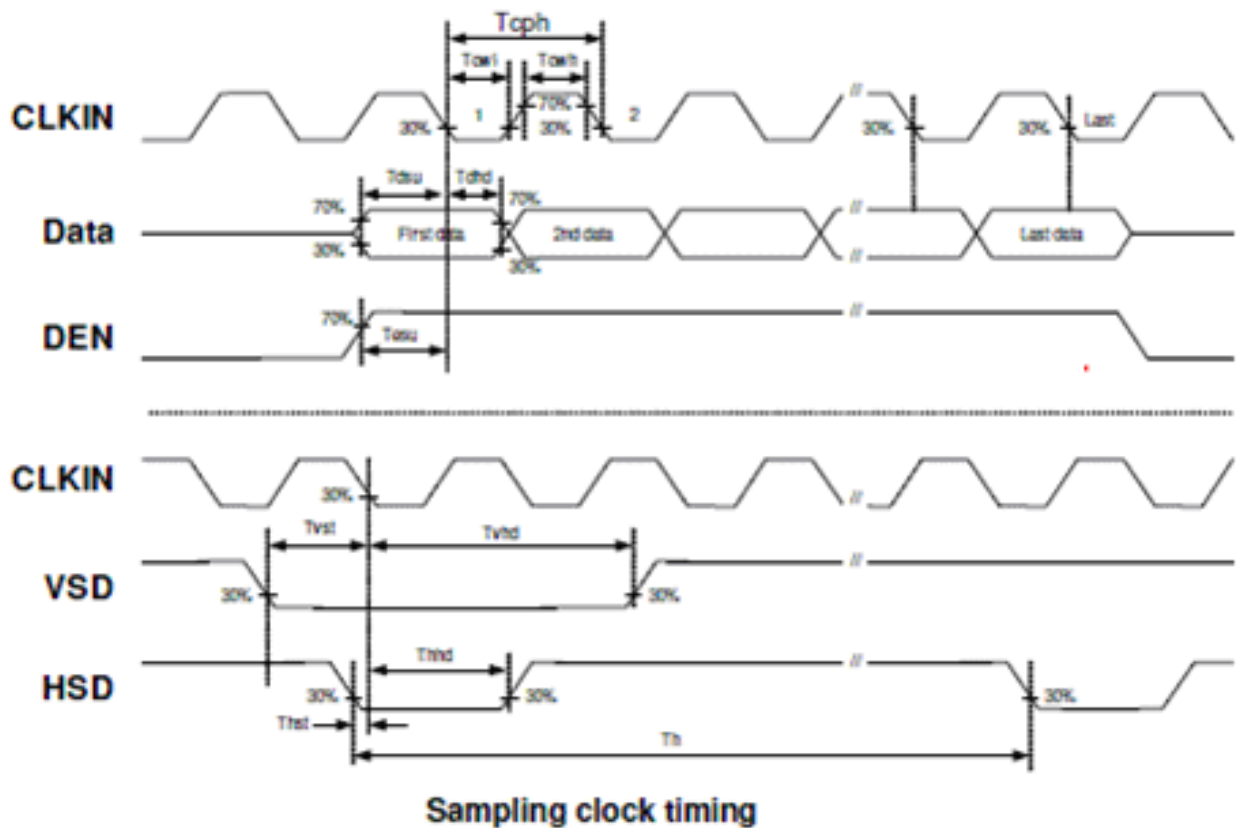 Tcph
Tcwl Tcwh
CLKIN 30% 1 70% 30% 2 // 30% 30% Last
Tdsu Tdhd
70% 70%
Data First data 2nd data // Last data
30% 30%
DEN 70% Tesu //
CLKIN 30% //
Tvst Tvhd
VSD 30% 30% //
Thhd
HSD 30% 30% // 30%
Thst
Th
Sampling clock timing